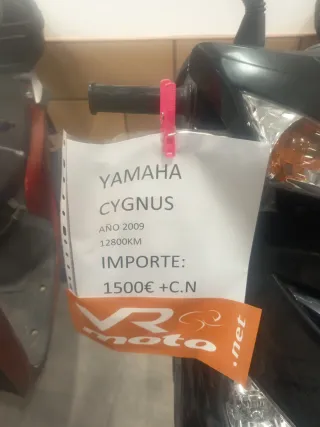 YAMAHA
CYGNUS
AÑO 2009
12800KM
IMPORTE:
1500€ +C.N
VR
moto
.net